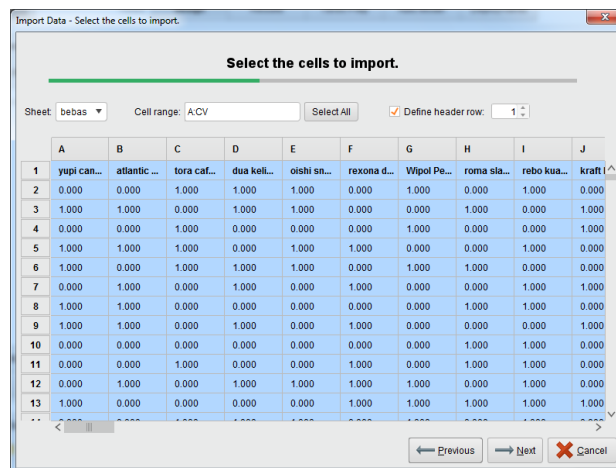 Import Data - Select the cells to import.
Select the cells to import.
Sheet: bebas Cell range: A:CV Select All Define header row: 1
A B C D E F G H I J
1 yupi can... atlantic ... tora caf... dua keli... oishi sn... rexona d... Wipol Pe... roma sla... rebo kua... kraft
2 0.000 0.000 1.000 1.000 1.000 0.000 1.000 0.000 0.000 0.000
3 1.000 1.000 0.000 1.000 0.000 0.000 0.000 1.000 0.000 1.000
4 0.000 0.000 1.000 0.000 0.000 0.000 1.000 0.000 1.000 0.000
5 1.000 1.000 0.000 1.000 1.000 1.000 0.000 0.000 0.000 0.000
6 1.000 0.000 1.000 1.000 1.000 0.000 1.000 0.000 1.000 0.000
7 0.000 1.000 0.000 1.000 0.000 1.000 0.000 0.000 1.000 0.000
8 1.000 1.000 0.000 0.000 0.000 0.000 0.000 1.000 1.000 0.000
9 1.000 1.000 0.000 1.000 0.000 1.000 0.000 0.000 0.000 1.000
10 0.000 0.000 0.000 0.000 0.000 0.000 0.000 1.000 1.000 0.000
11 0.000 0.000 1.000 0.000 0.000 1.000 0.000 1.000 1.000 0.000
12 0.000 1.000 0.000 1.000 1.000 1.000 1.000 0.000 1.000 0.000
13 1.000 0.000 0.000 0.000 0.000 1.000 1.000 1.000 1.000 1.000
Previous Next Cancel